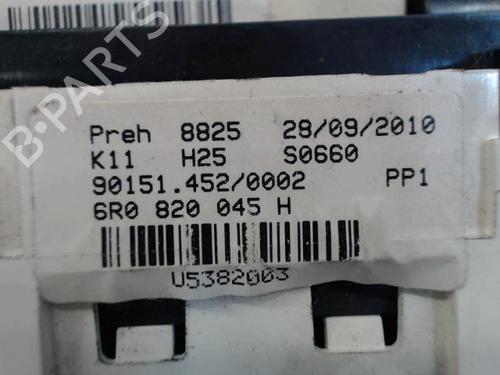 Preh 8825 28/09/2010
K11 H25 S0660
90151.452/0002 PP1
6R0 820 045 H
U5382003
B-PARTS